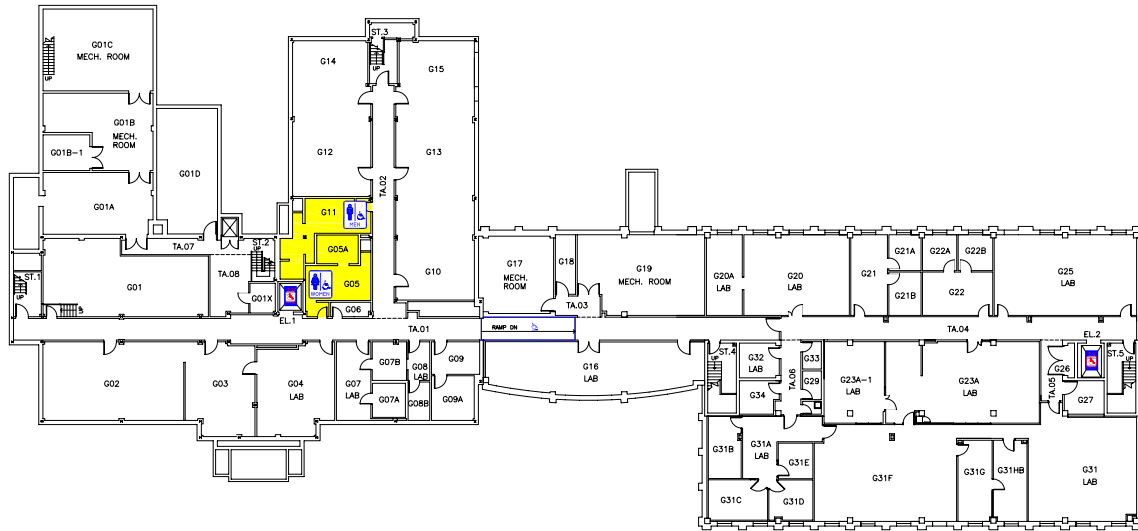 G01C
MECH. ROOM
UP
G01B
MECH.
ROOM
G01B-1
G01A
G01D
ST.3
UP
G14
G15
G12
G13
TA.02
G11
MEN
G05A
G05
WOMEN
G06
G10
TA.07
ST.2
UP
TA.08
G01X
EL.1
ST.1
UP
G01
UP
TA.01
RAMP DN
G17
MECH.
ROOM
G18
G19
MECH. ROOM
TA.03
G20A
LAB
G20
LAB
G21
G21A
G21B
G22A
G22B
G22
G25
LAB
TA.04
EL.2
G02
G03
G04
LAB
G07
LAB
G07B
G07A
G08
LAB
G08B
G09
G09A
G16
LAB
ST.4
UP
G32
LAB
G34
TA.06
G33
G29
G23A-1
LAB
G23A
LAB
TA.05
G26
G27
ST.5
UP
G31B
G31A
LAB
G31E
G31C
G31D
G31F
G31G
G31HB
G31
LAB